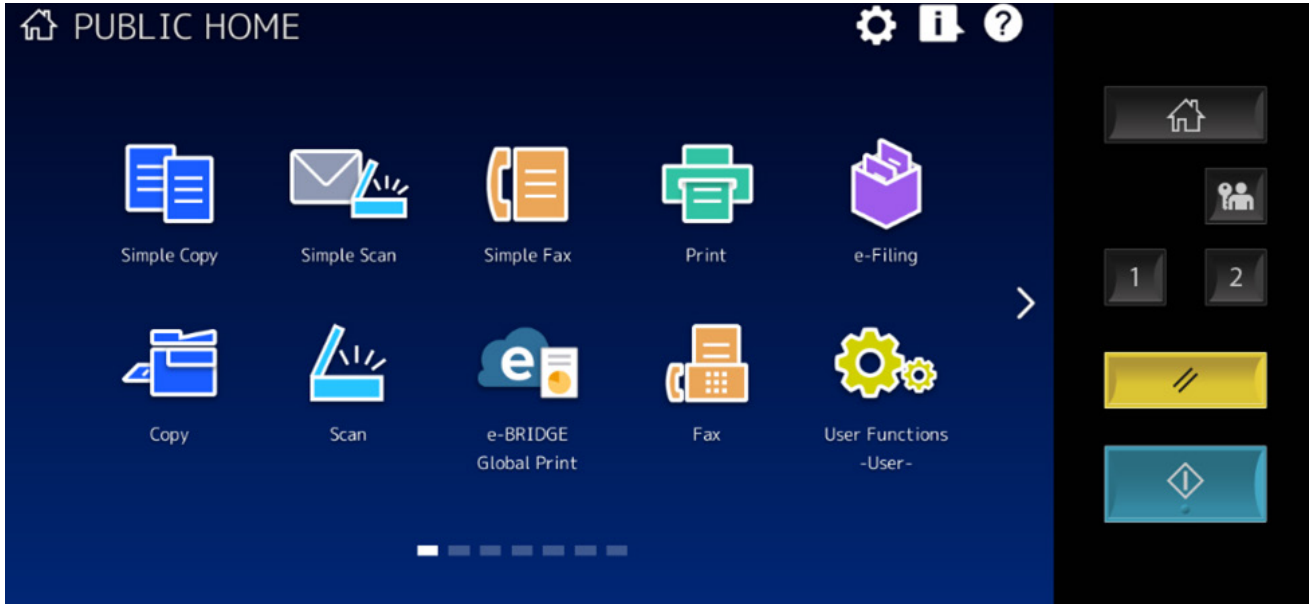 PUBLIC HOME
i
?
Simple Copy
Simple Scan
Simple Fax
Print
e-Filing
1
2
e
Copy
Scan
e-BRIDGE
Global Print
Fax
User Functions
-User-